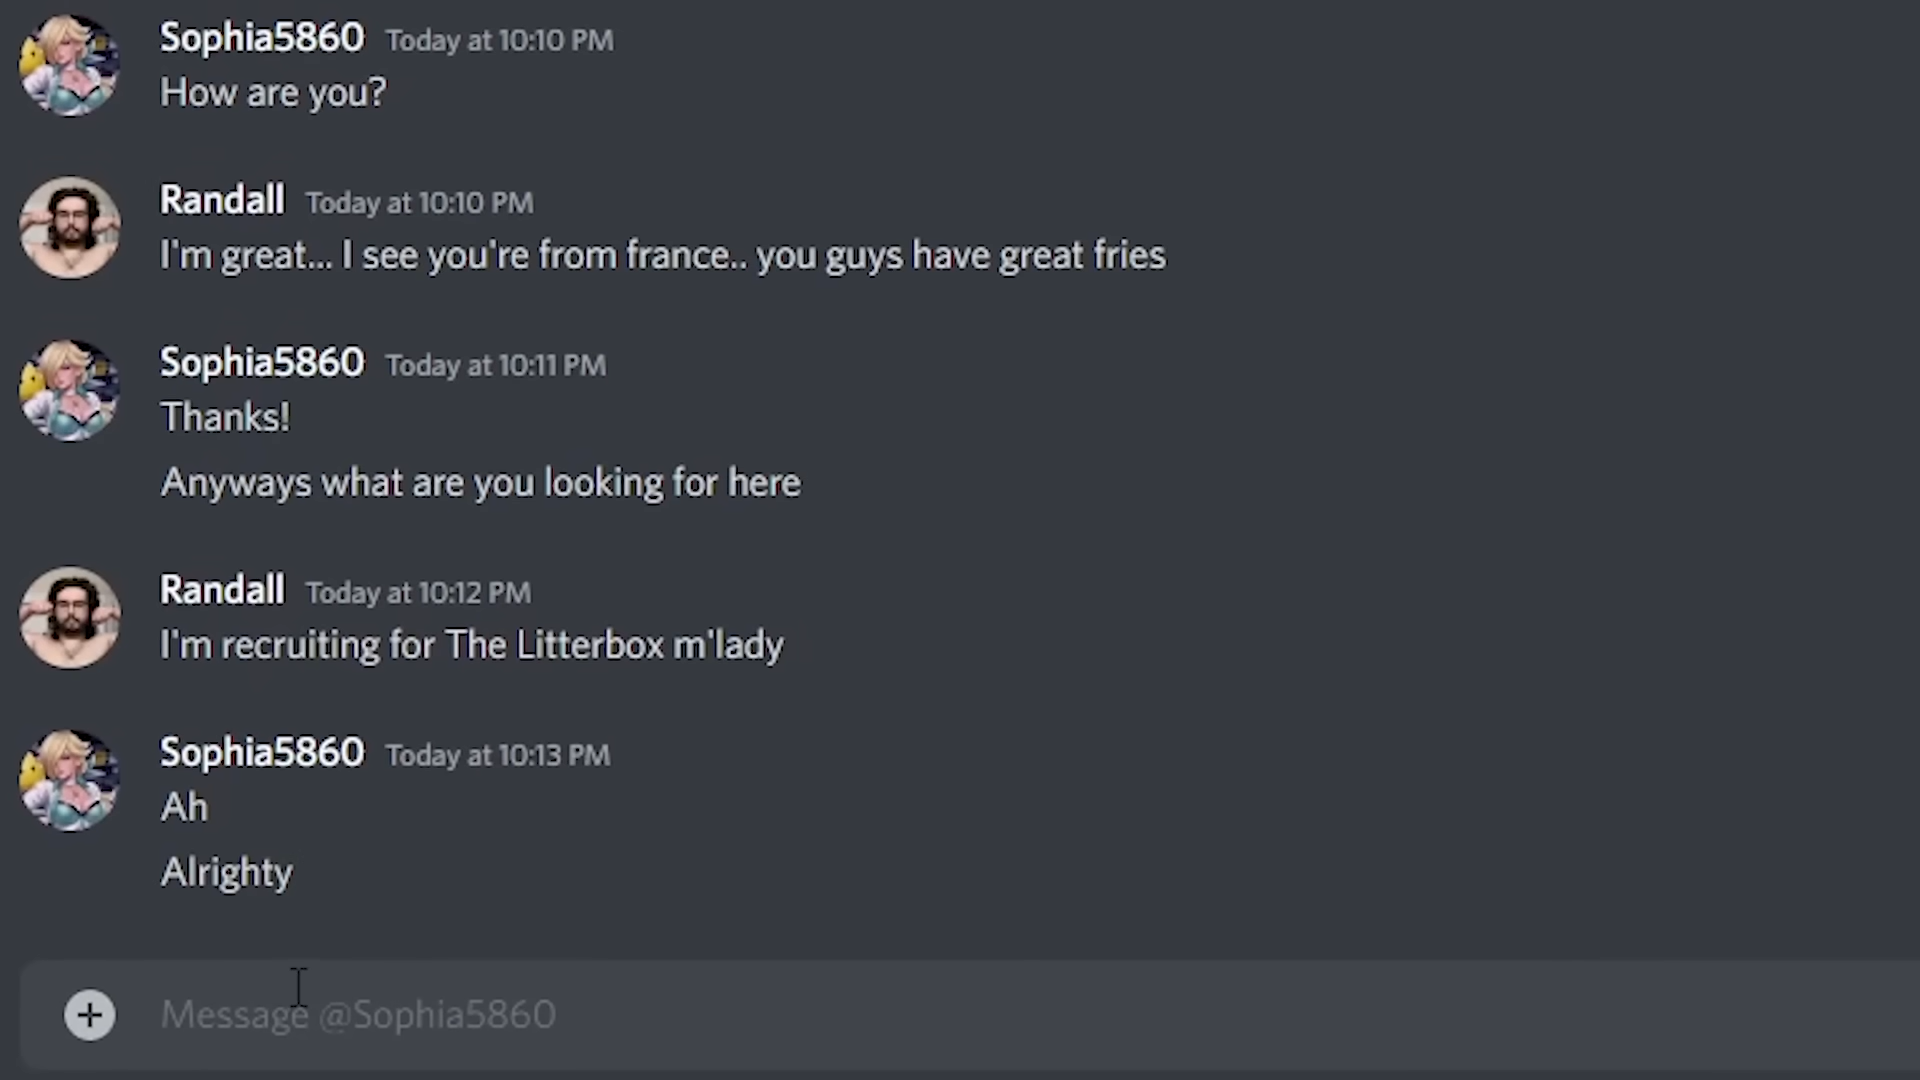 Sophia5860 Today at 10:10 PM
How are you?
Randall Today at 10:10 PM
I'm great... I see you're from france.. you guys have great fries
Sophia5860 Today at 10:11 PM
Thanks!
Anyways what are you looking for here
Randall Today at 10:12 PM
I'm recruiting for The Litterbox m'lady
Sophia5860 Today at 10:13 PM
Ah
Alrighty
Message @Sophia5860